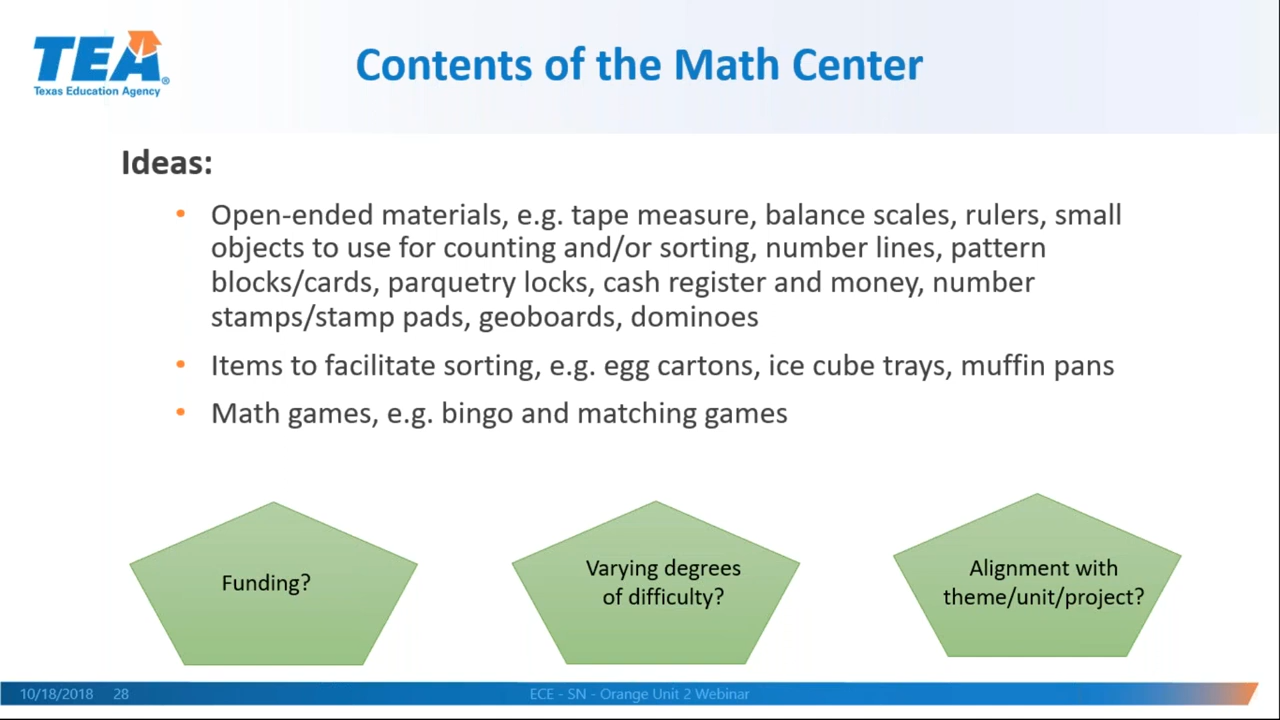 TEA®
Texas Education Agency
Contents of the Math Center
Ideas:
• Open-ended materials, e.g. tape measure, balance scales, rulers, small
objects to use for counting and/or sorting, number lines, pattern
blocks/cards, parquetry locks, cash register and money, number
stamps/stamp pads, geoboards, dominoes
• Items to facilitate sorting, e.g. egg cartons, ice cube trays, muffin pans
• Math games, e.g. bingo and matching games
Funding?
Varying degrees
of difficulty?
Alignment with
theme/unit/project?
10/18/2018 28 ECE - SN - Orange Unit 2 Webinar